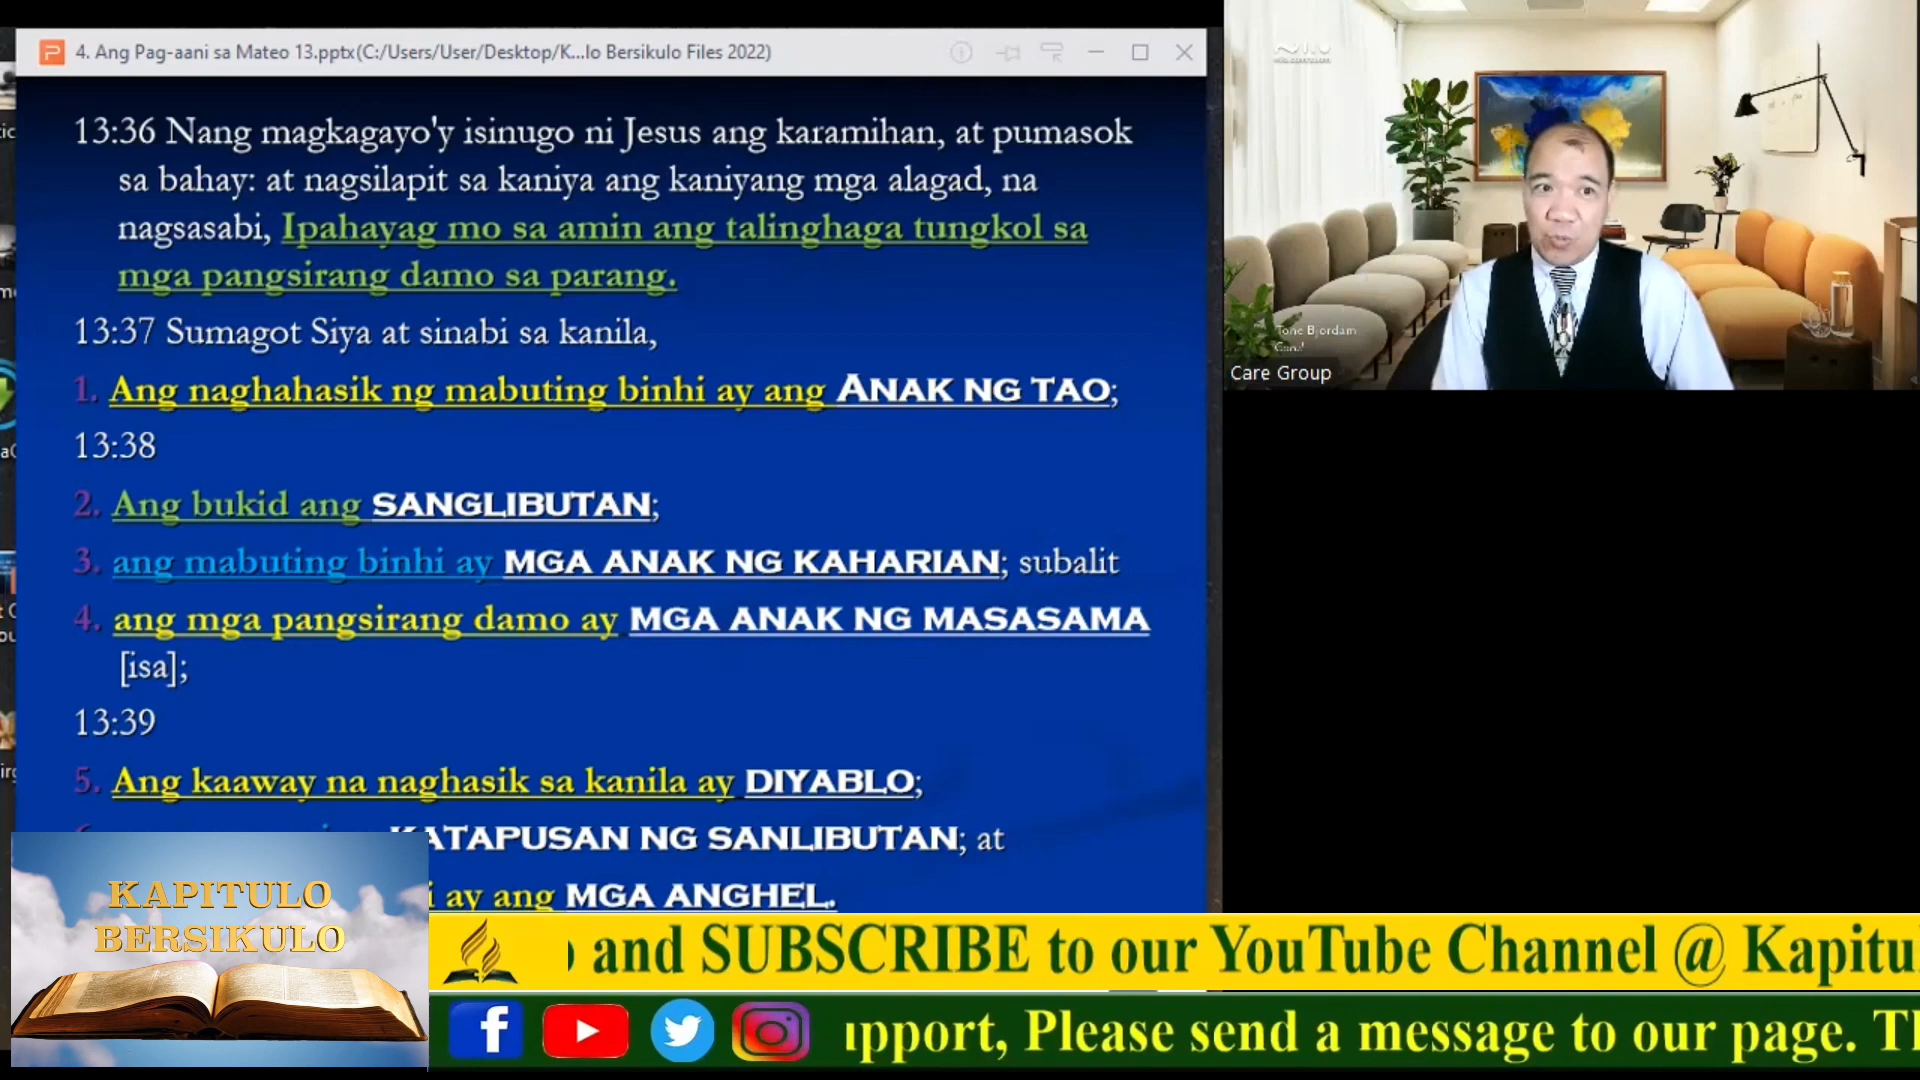 4. Ang Pag-aani sa Mateo 13.pptx(C:/Users/User/Desktop/K...lo Bersikulo Files 2022)
13:36 Nang magkagayo'y isinugo ni Jesus ang karamihan, at pumasok
sa bahay: at nagsilapit sa kaniya ang kaniyang mga alagad, na
nagsasabi, Ipahayag mo sa amin ang talinghaga tungkol sa
mga pangsirang damo sa parang.
13:37 Sumagot Siya at sinabi sa kanila,
1. Ang naghahasik ng mabuting binhi ay ang ANAK NG TAO;
13:38
2. Ang bukid ang SANGLIBUTAN;
3. ang mabuting binhi ay MGA ANAK NG KAHARIAN; subalit
4. ang mga pangsirang damo ay MGA ANAK NG MASASAMA
[isa];
13:39
5. Ang kaaway na naghasik sa kanila ay DIYABLO;
KATAPUSAN NG SANLIBUTAN; at
i ay ang MGA ANGHEL.
Tone Bjordam
Care Group
KAPITULO
BERSIKULO
and SUBSCRIBE to our YouTube Channel @ Kapitu
upport, Please send a message to our page. T